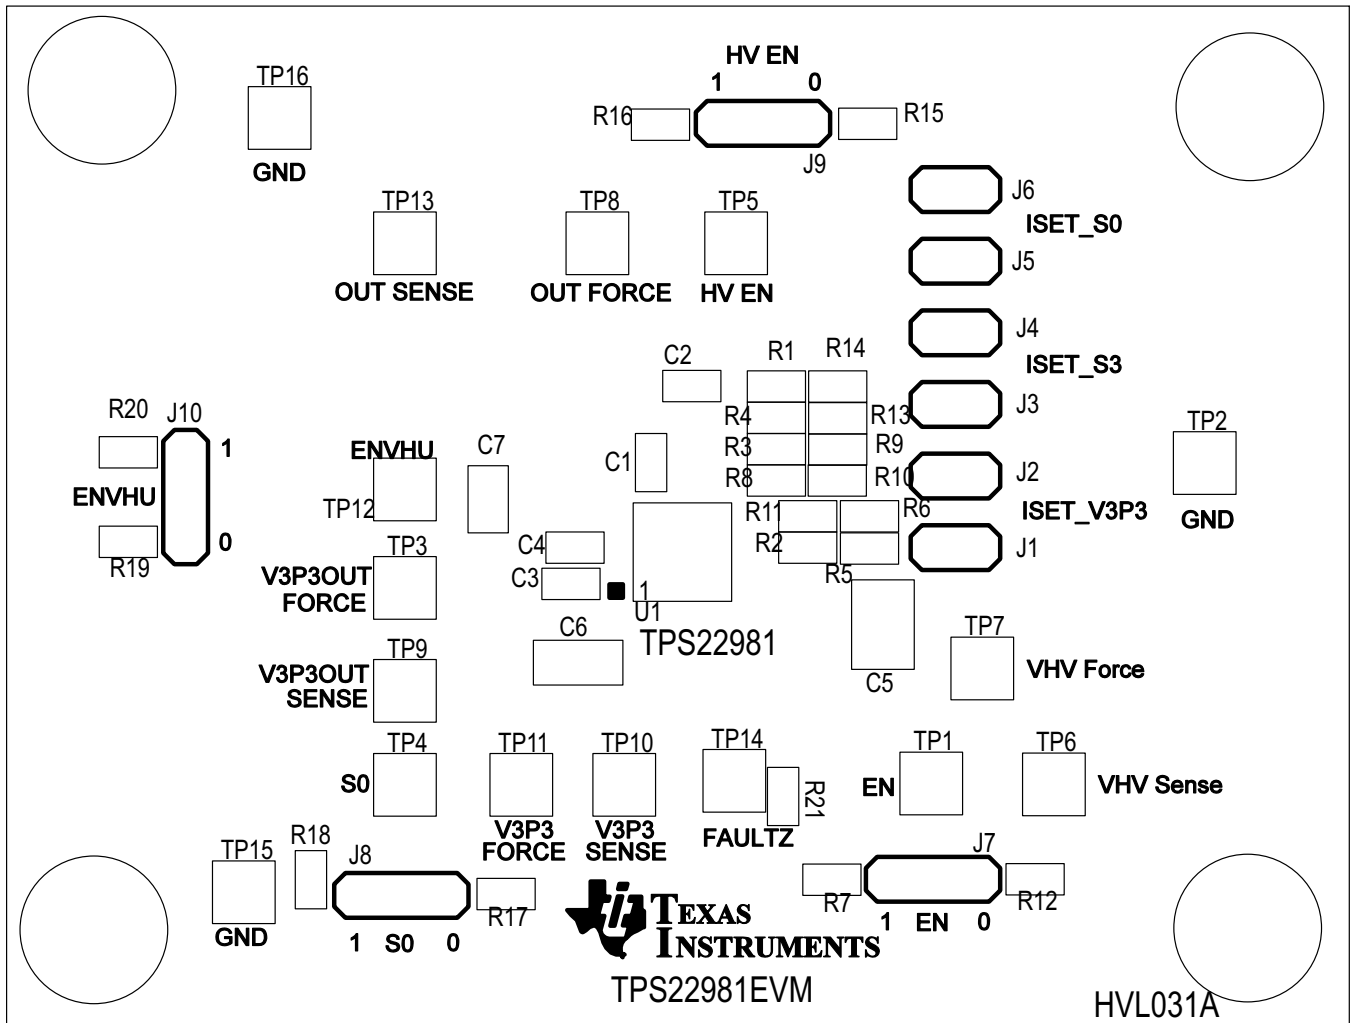 HV EN
TP16
1 0
R16
R15
J9
GND
J6
TP13
TP8
TP5
ISET_S0
J5
OUT SENSE
OUT FORCE
HV EN
J4
C2
R1
R14
ISET_S3
J3
R20
J10
R4
R13
TP2
1
ENVHU
C7
R3
R9
C1
J2
R8
R10
ENVHU
TP12
R11
R6
ISET_V3P3
GND
0
TP3
C4
R2
J1
R19
V3P3OUT
FORCE
C3
1
R5
U1
TP7
C6
TPS22981
TP9
V3P3OUT
SENSE
C5
VHV Force
TP4
TP11
TP10
TP14
TP1
TP6
S0
EN
VHV Sense
R21
V3P3
FORCE
V3P3
SENSE
FAULTZ
R18
TP15
J8
J7
R17
R7
R12
GND
1 S0 0
1 EN 0
TEXAS
INSTRUMENTS
TPS22981EVM
HVL031A